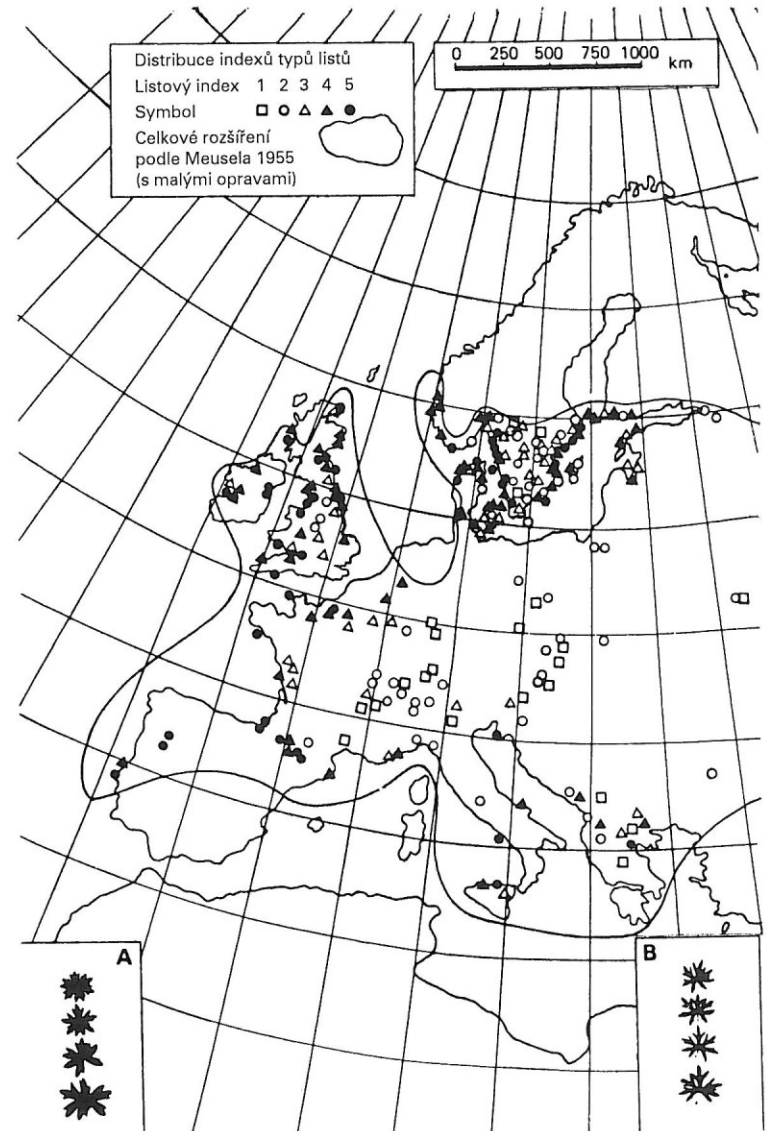 Distribuce indexů typů listů
Listový index 1 2 3 4 5
Symbol
Celkové rozšíření
podle Meusela 1955
(s malými opravami)
0 250 500 750 1000 km
A
B